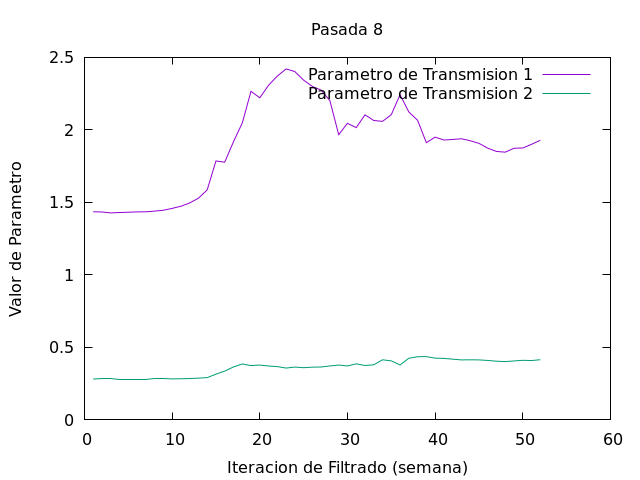 Pasada 8
2.5
2
1.5
1
0.5
0
Parametro de Transmision 1
Parametro de Transmision 2
Valor de Parametro
0 10 20 30 40 50 60
Iteracion de Filtrado (semana)